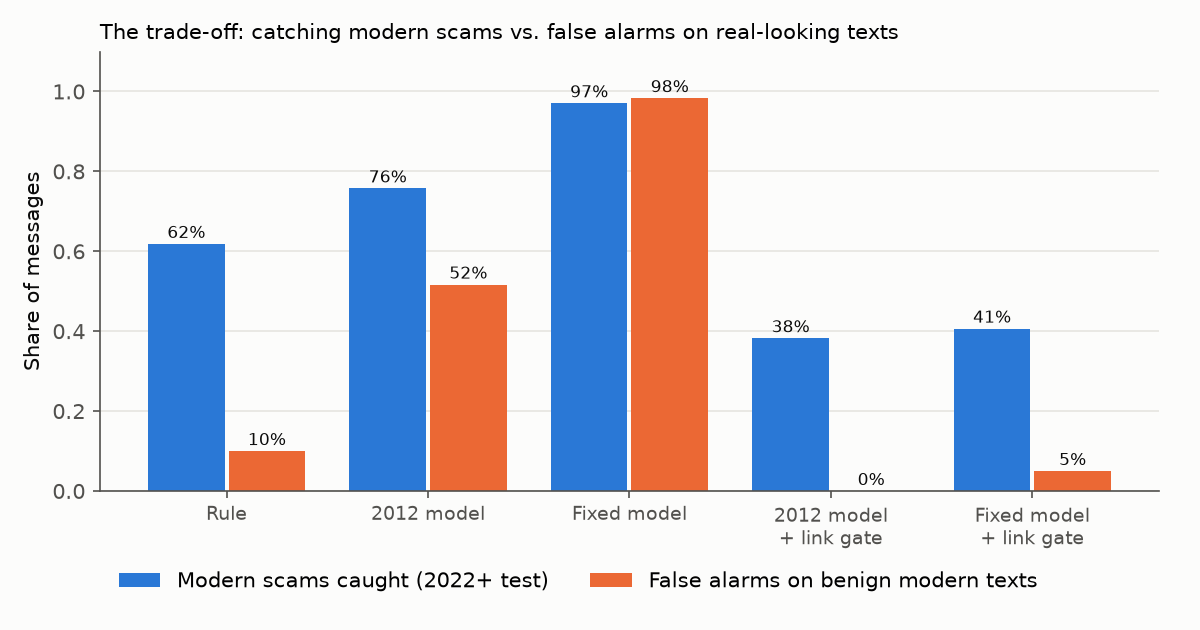 The trade-off: catching modern scams vs. false alarms on real-looking texts
Share of messages
1.0
0.8
0.6
0.4
0.2
0.0
62%
10%
76%
52%
97%
98%
38%
0%
41%
5%
Rule
2012 model
Fixed model
2012 model
+ link gate
Fixed model
+ link gate
Modern scams caught (2022+ test)
False alarms on benign modern texts